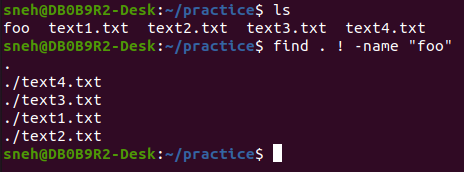 sneh@DB0B9R2-Desk:~/practice$ ls
foo  text1.txt  text2.txt  text3.txt  text4.txt
sneh@DB0B9R2-Desk:~/practice$ find . ! -name "foo"
.
./text4.txt
./text3.txt
./text1.txt
./text2.txt
sneh@DB0B9R2-Desk:~/practice$